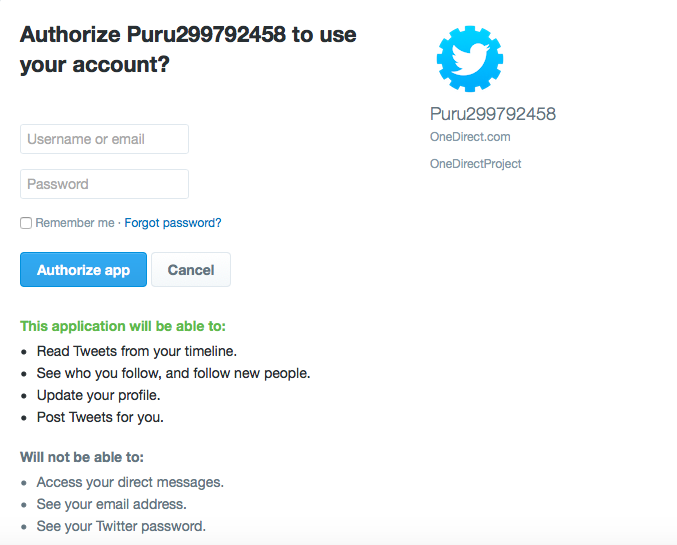 Authorize Puru299792458 to use
your account?
Username or email
Password
Remember me · Forgot password?
Authorize app
Cancel
This application will be able to:
• Read Tweets from your timeline.
• See who you follow, and follow new people.
• Update your profile.
• Post Tweets for you.
Will not be able to:
• Access your direct messages.
• See your email address.
• See your Twitter password.
Puru299792458
OneDirect.com
OneDirectProject